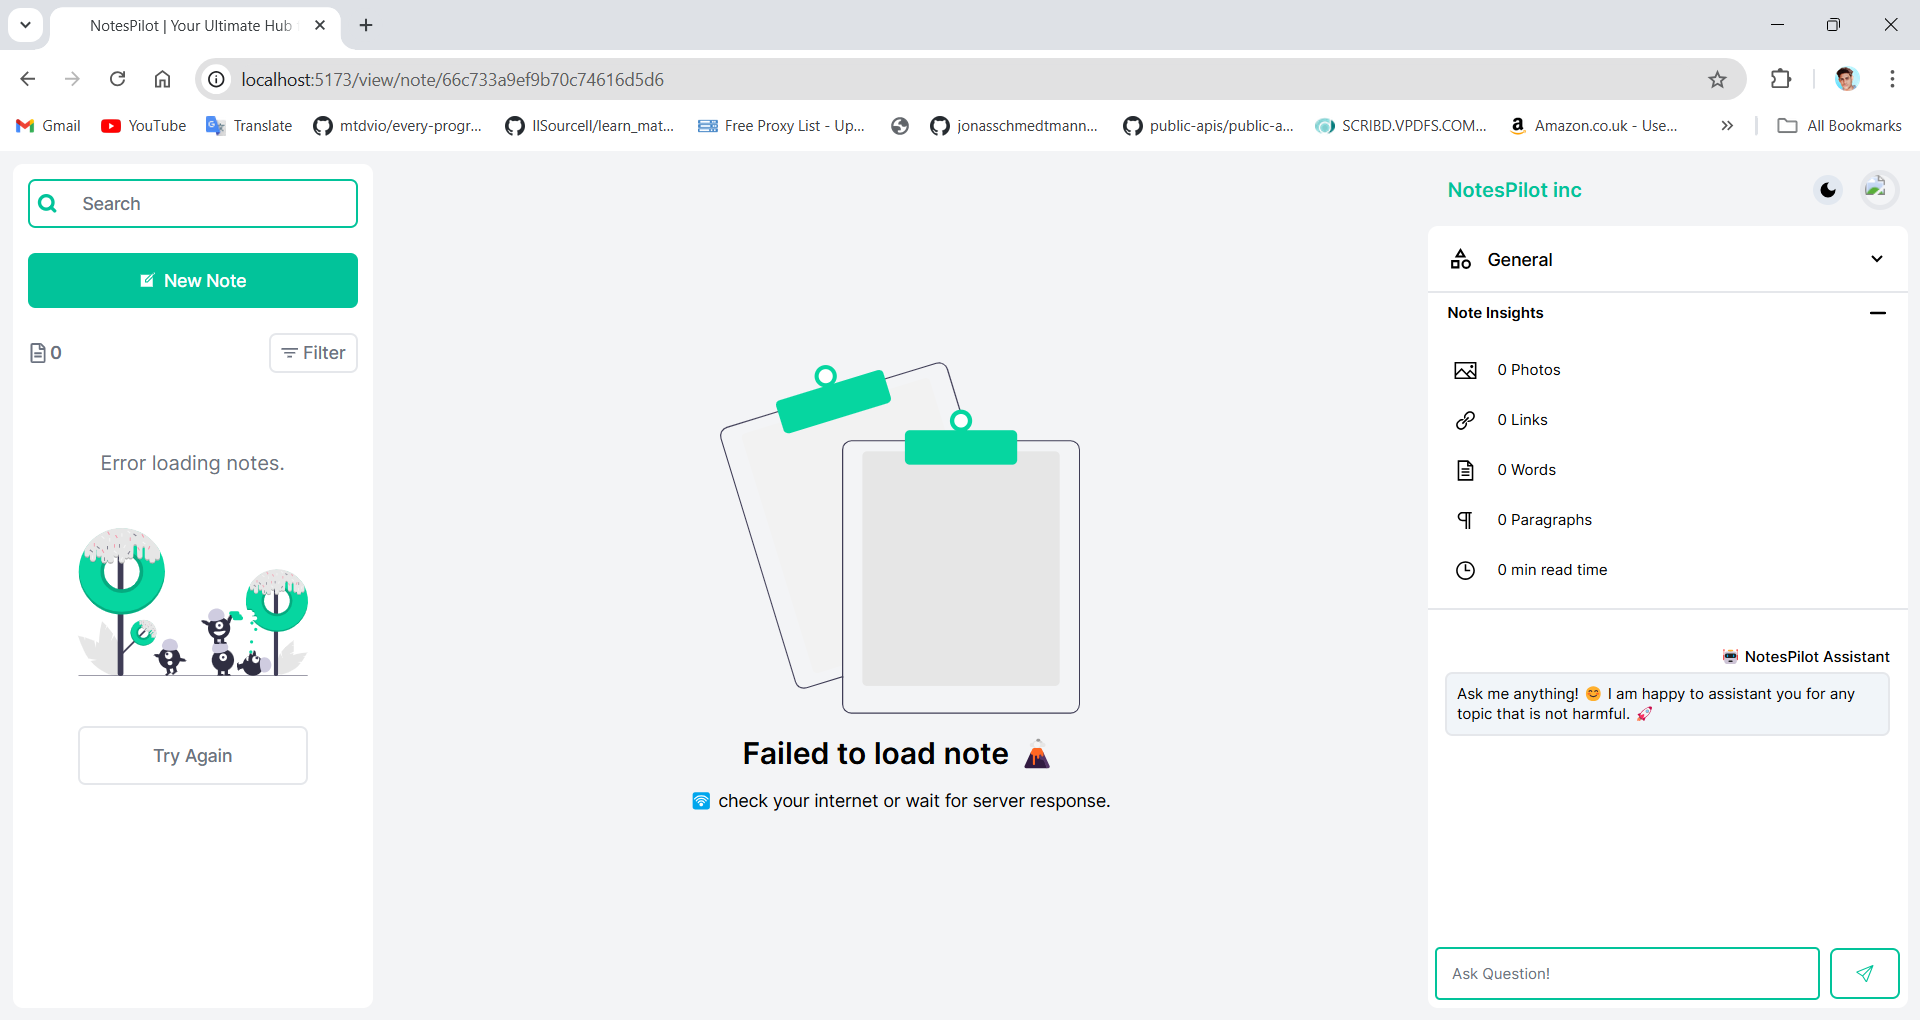 NotesPilot | Your Ultimate Hub
localhost:5173/view/note/66c733a9ef9b70c74616d5d6
Gmail
YouTube
Translate
mtdvio/every-progr...
llSourcell/learn_mat...
Free Proxy List - Up...
jonasschmedtmann...
public-apis/public-a...
SCRIBD.VPDFS.COM...
Amazon.co.uk - Use...
All Bookmarks
Search
New Note
0
Filter
Error loading notes.
Try Again
Failed to load note
check your internet or wait for server response.
NotesPilot inc
General
Note Insights
0 Photos
0 Links
0 Words
0 Paragraphs
0 min read time
NotesPilot Assistant
Ask me anything! 😊 I am happy to assistant you for any
topic that is not harmful. 🚀
Ask Question!